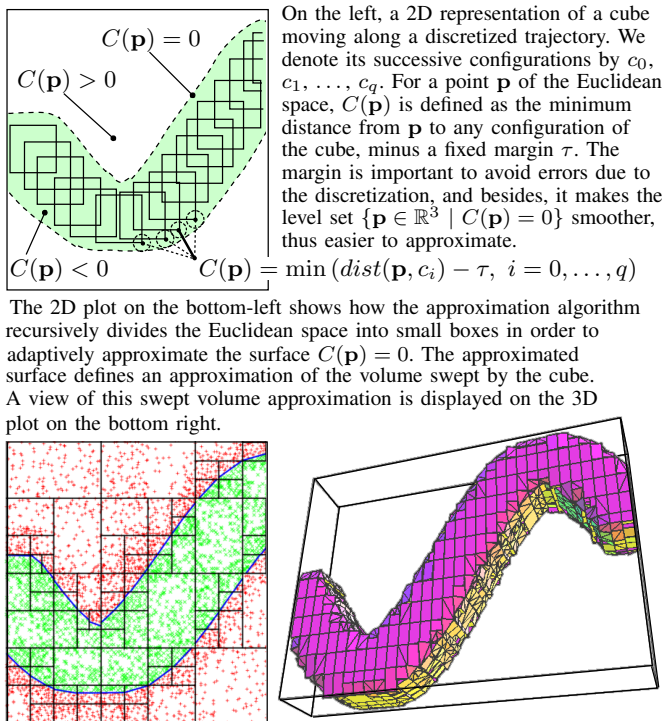 C(p) = 0
C(p) > 0
C(p) < 0
On the left, a 2D representation of a cube
moving along a discretized trajectory. We
denote its successive configurations by c₀,
c₁, ..., c_q. For a point p of the Euclidean
space, C(p) is defined as the minimum
distance from p to any configuration of
the cube, minus a fixed margin τ. The
margin is important to avoid errors due to
the discretization, and besides, it makes the
level set {p ∈ ℝ³ | C(p) = 0} smoother,
thus easier to approximate.
C(p) = min (dist(p, cᵢ) − τ, i = 0, ..., q)
The 2D plot on the bottom-left shows how the approximation algorithm
recursively divides the Euclidean space into small boxes in order to
adaptively approximate the surface C(p) = 0. The approximated
surface defines an approximation of the volume swept by the cube.
A view of this swept volume approximation is displayed on the 3D
plot on the bottom right.